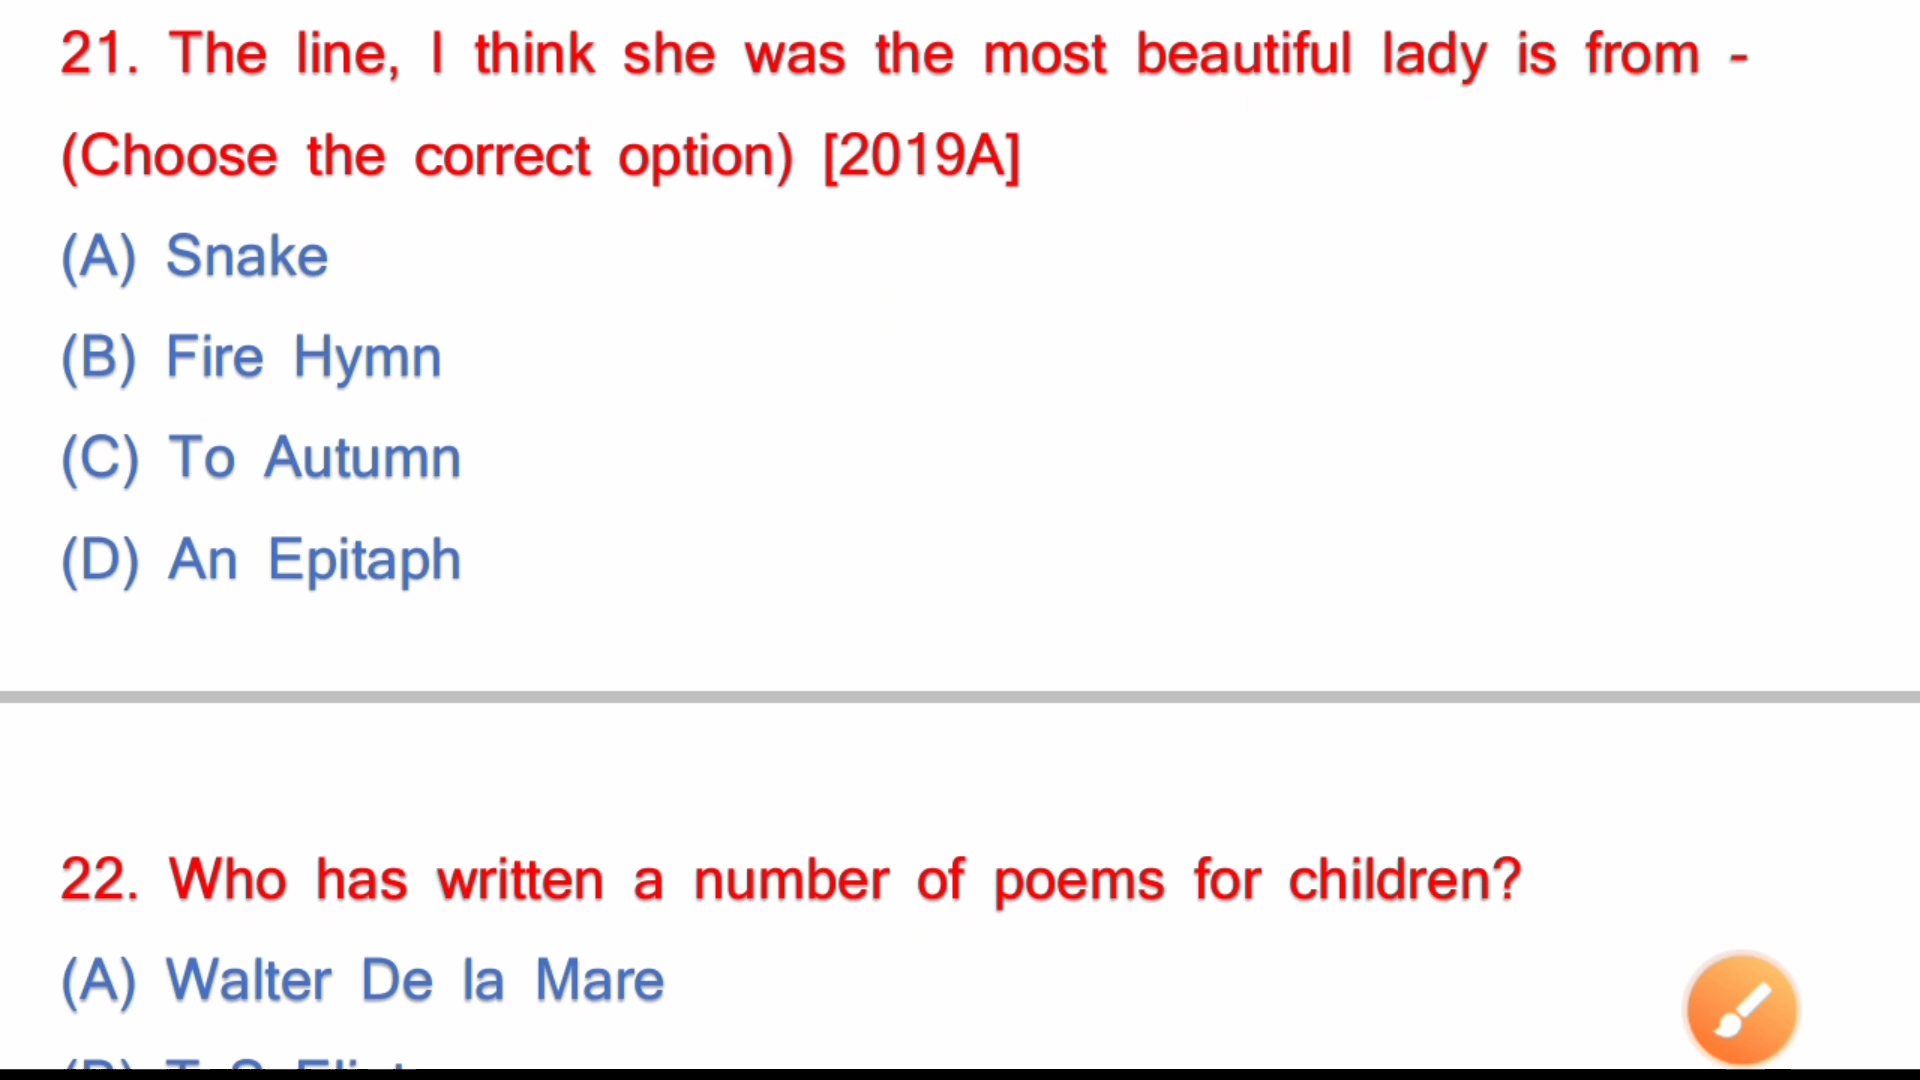 21. The line, I think she was the most beautiful lady is from -
(Choose the correct option) [2019A]
(A) Snake
(B) Fire Hymn
(C) To Autumn
(D) An Epitaph
22. Who has written a number of poems for children?
(A) Walter De la Mare